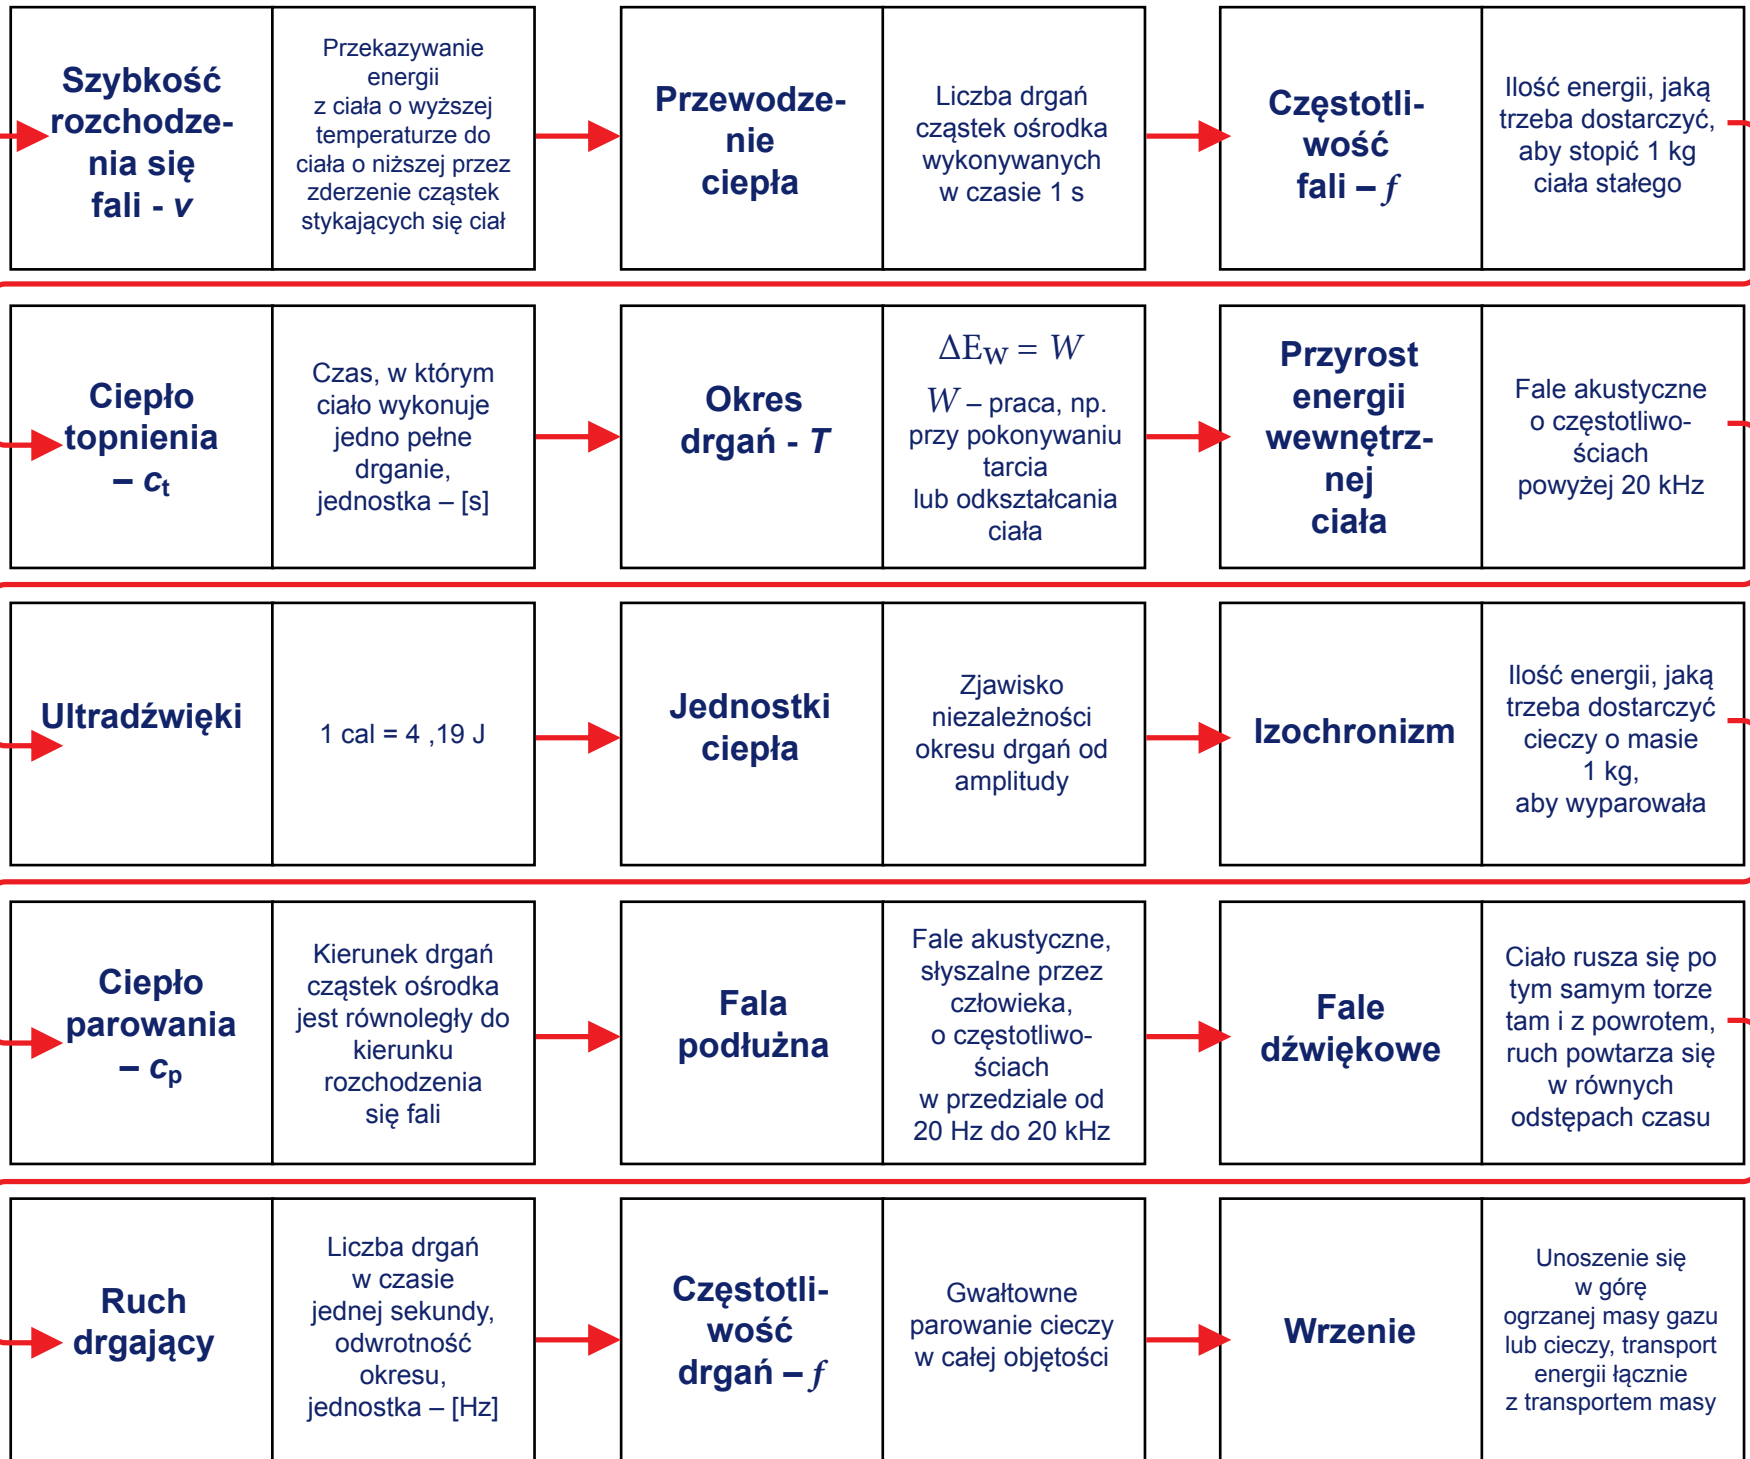 Szybkość
rozchodze-
nia się
fali - v
Przekazywanie
energii
z ciała o wyższej
temperaturze do
ciała o niższej przez
zderzenie cząstek
stykających się ciał
Przewodze-
nie
ciepła
Liczba drgań
cząstek ośrodka
wykonywanych
w czasie 1 s
Częstotli-
wość
fali – f
Ilość energii, jaką
trzeba dostarczyć,
aby stopić 1 kg
ciała stałego
Ciepło
topnienia
– ct
Czas, w którym
ciało wykonuje
jedno pełne
drganie,
jednostka – [s]
Okres
drgań - T
ΔEw = W
W – praca, np.
przy pokonywaniu
tarcia
lub odkształcania
ciała
Przyrost
energii
wewnętrz-
nej
ciała
Fale akustyczne
o częstotliwo-
ściach
powyżej 20 kHz
Ultradźwięki
1 cal = 4 ,19 J
Jednostki
ciepła
Zjawisko
niezależności
okresu drgań od
amplitudy
Izochronizm
Ilość energii, jaką
trzeba dostarczyć
cieczy o masie
1 kg,
aby wyparowała
Ciepło
parowania
– cp
Kierunek drgań
cząstek ośrodka
jest równoległy do
kierunku
rozchodzenia
się fali
Fala
podłużna
Fale akustyczne,
słyszalne przez
człowieka,
o częstotliwo-
ściach
w przedziale od
20 Hz do 20 kHz
Fale
dźwiękowe
Ciało rusza się po
tym samym torze
tam i z powrotem,
ruch powtarza się
w równych
odstępach czasu
Ruch
drgający
Liczba drgań
w czasie
jednej sekundy,
odwrotność
okresu,
jednostka – [Hz]
Częstotli-
wość
drgań – f
Gwałtowne
parowanie cieczy
w całej objętości
Wrzenie
Unoszenie się
w górę
ogrzanej masy gazu
lub cieczy, transport
energii łącznie
z transportem masy